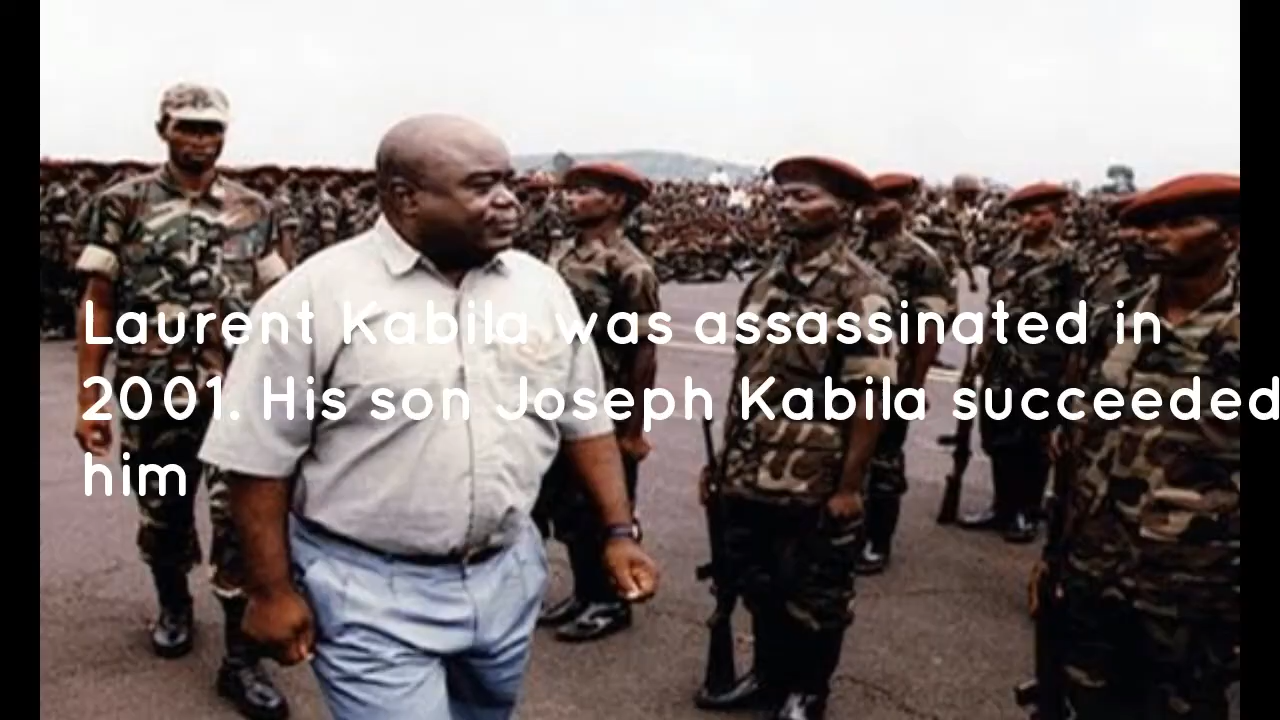 Laurent Kabila was assassinated in
2001. His son Joseph Kabila succeeded
him